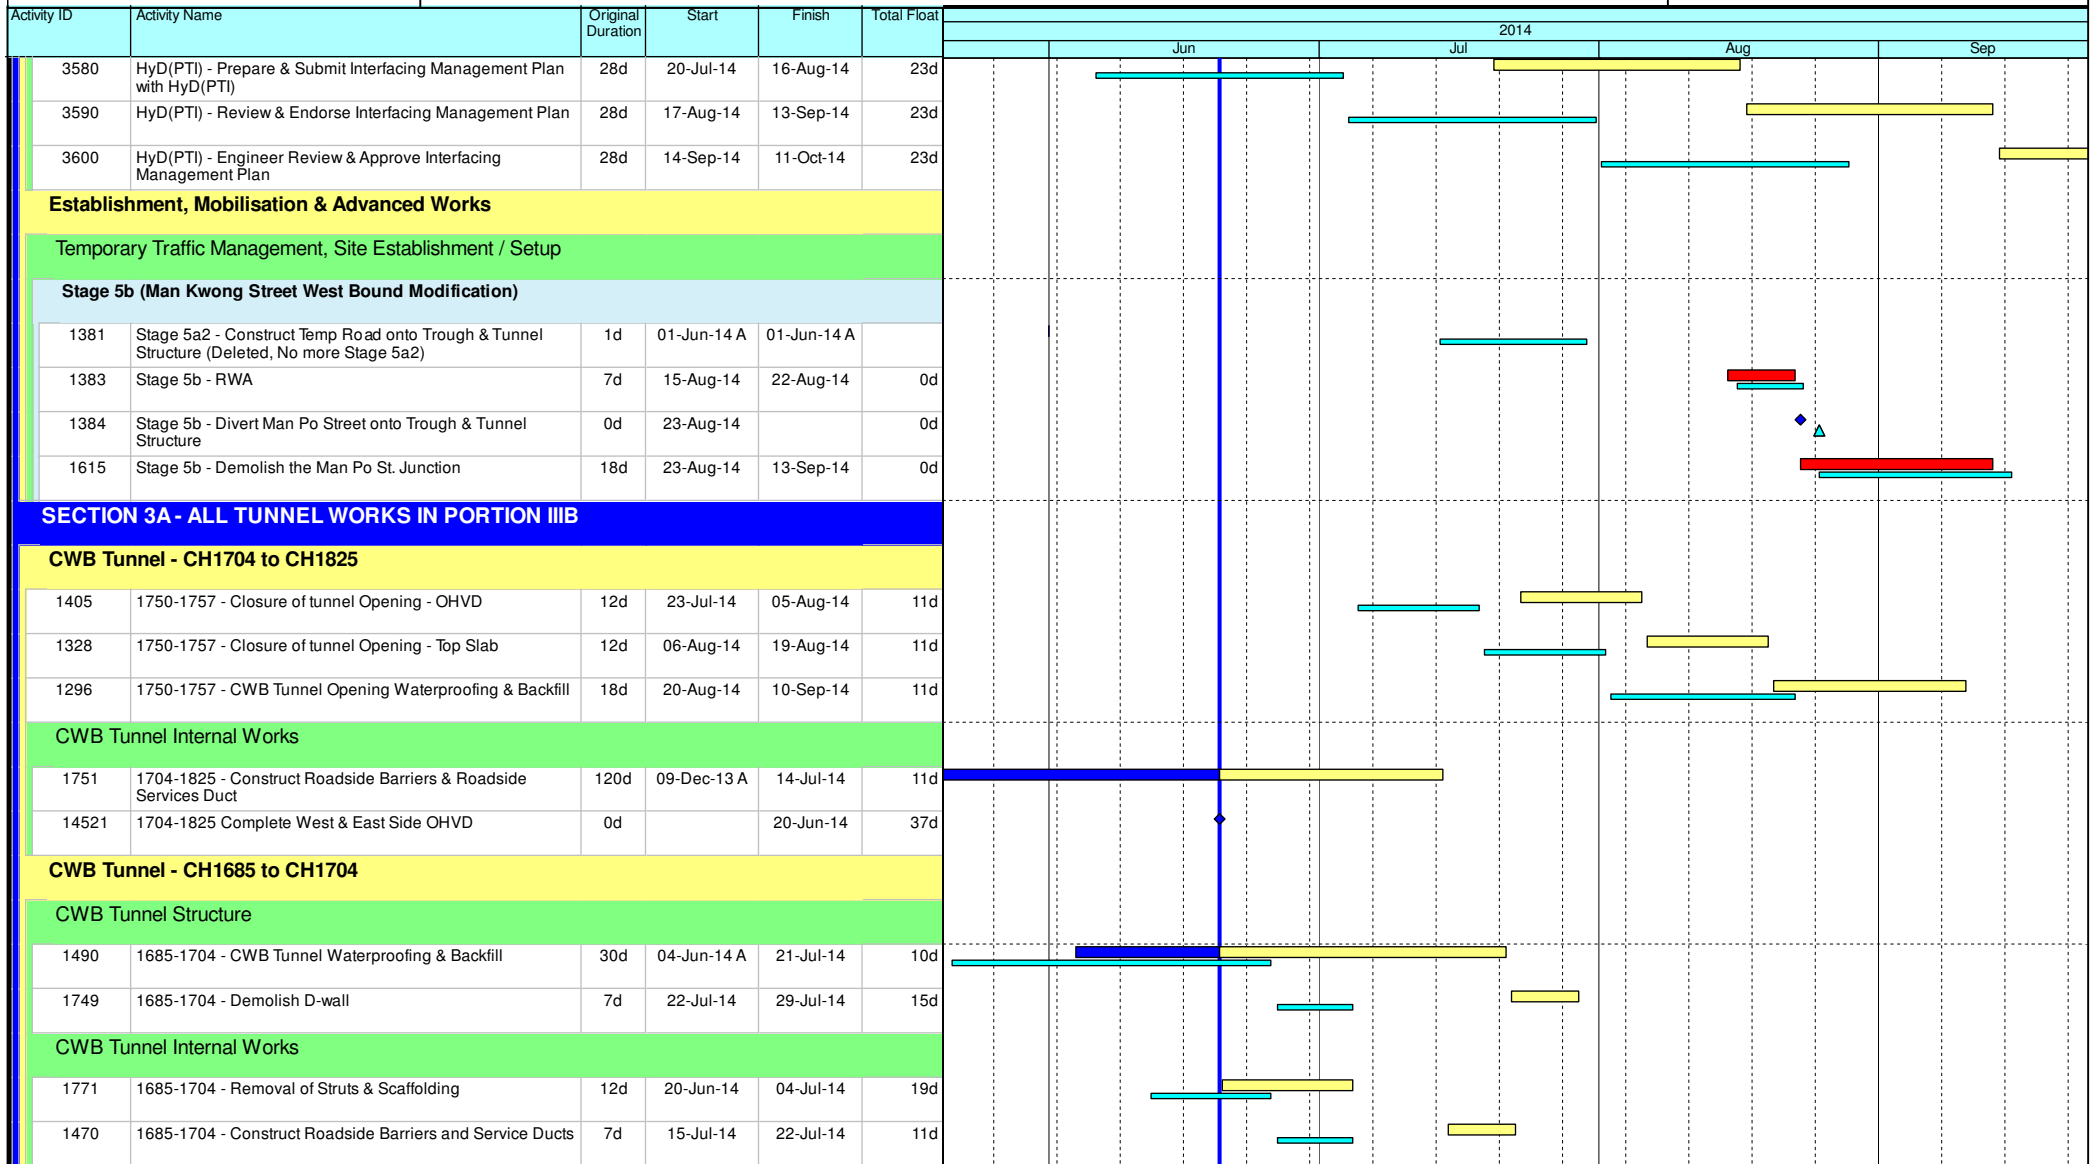 Activity ID Activity Name Original Duration Start Finish Total Float
2014
Jun Jul Aug Sep
3580 HyD(PTI) - Prepare & Submit Interfacing Management Plan 28d 20-Jul-14 16-Aug-14 23d
with HyD(PTI)
3590 HyD(PTI) - Review & Endorse Interfacing Management Plan 28d 17-Aug-14 13-Sep-14 23d
3600 HyD(PTI) - Engineer Review & Approve Interfacing 28d 14-Sep-14 11-Oct-14 23d
Management Plan
Establishment, Mobilisation & Advanced Works
Temporary Traffic Management, Site Establishment / Setup
Stage 5b (Man Kwong Street West Bound Modification)
1381 Stage 5a2 - Construct Temp Road onto Trough & Tunnel 1d 01-Jun-14 A 01-Jun-14 A
Structure (Deleted, No more Stage 5a2)
1383 Stage 5b - RWA 7d 15-Aug-14 22-Aug-14 0d
1384 Stage 5b - Divert Man Po Street onto Trough & Tunnel 0d 23-Aug-14 0d
Structure
1615 Stage 5b - Demolish the Man Po St. Junction 18d 23-Aug-14 13-Sep-14 0d
SECTION 3A - ALL TUNNEL WORKS IN PORTION IIIB
CWB Tunnel - CH1704 to CH1825
1405 1750-1757 - Closure of tunnel Opening - OHVD 12d 23-Jul-14 05-Aug-14 11d
1328 1750-1757 - Closure of tunnel Opening - Top Slab 12d 06-Aug-14 19-Aug-14 11d
1296 1750-1757 - CWB Tunnel Opening Waterproofing & Backfill 18d 20-Aug-14 10-Sep-14 11d
CWB Tunnel Internal Works
1751 1704-1825 - Construct Roadside Barriers & Roadside 120d 09-Dec-13 A 14-Jul-14 11d
Services Duct
14521 1704-1825 Complete West & East Side OHVD 0d 20-Jun-14 37d
CWB Tunnel - CH1685 to CH1704
CWB Tunnel Structure
1490 1685-1704 - CWB Tunnel Waterproofing & Backfill 30d 04-Jun-14 A 21-Jul-14 10d
1749 1685-1704 - Demolish D-wall 7d 22-Jul-14 29-Jul-14 15d
CWB Tunnel Internal Works
1771 1685-1704 - Removal of Struts & Scaffolding 12d 20-Jun-14 04-Jul-14 19d
1470 1685-1704 - Construct Roadside Barriers and Service Ducts 7d 15-Jul-14 22-Jul-14 11d